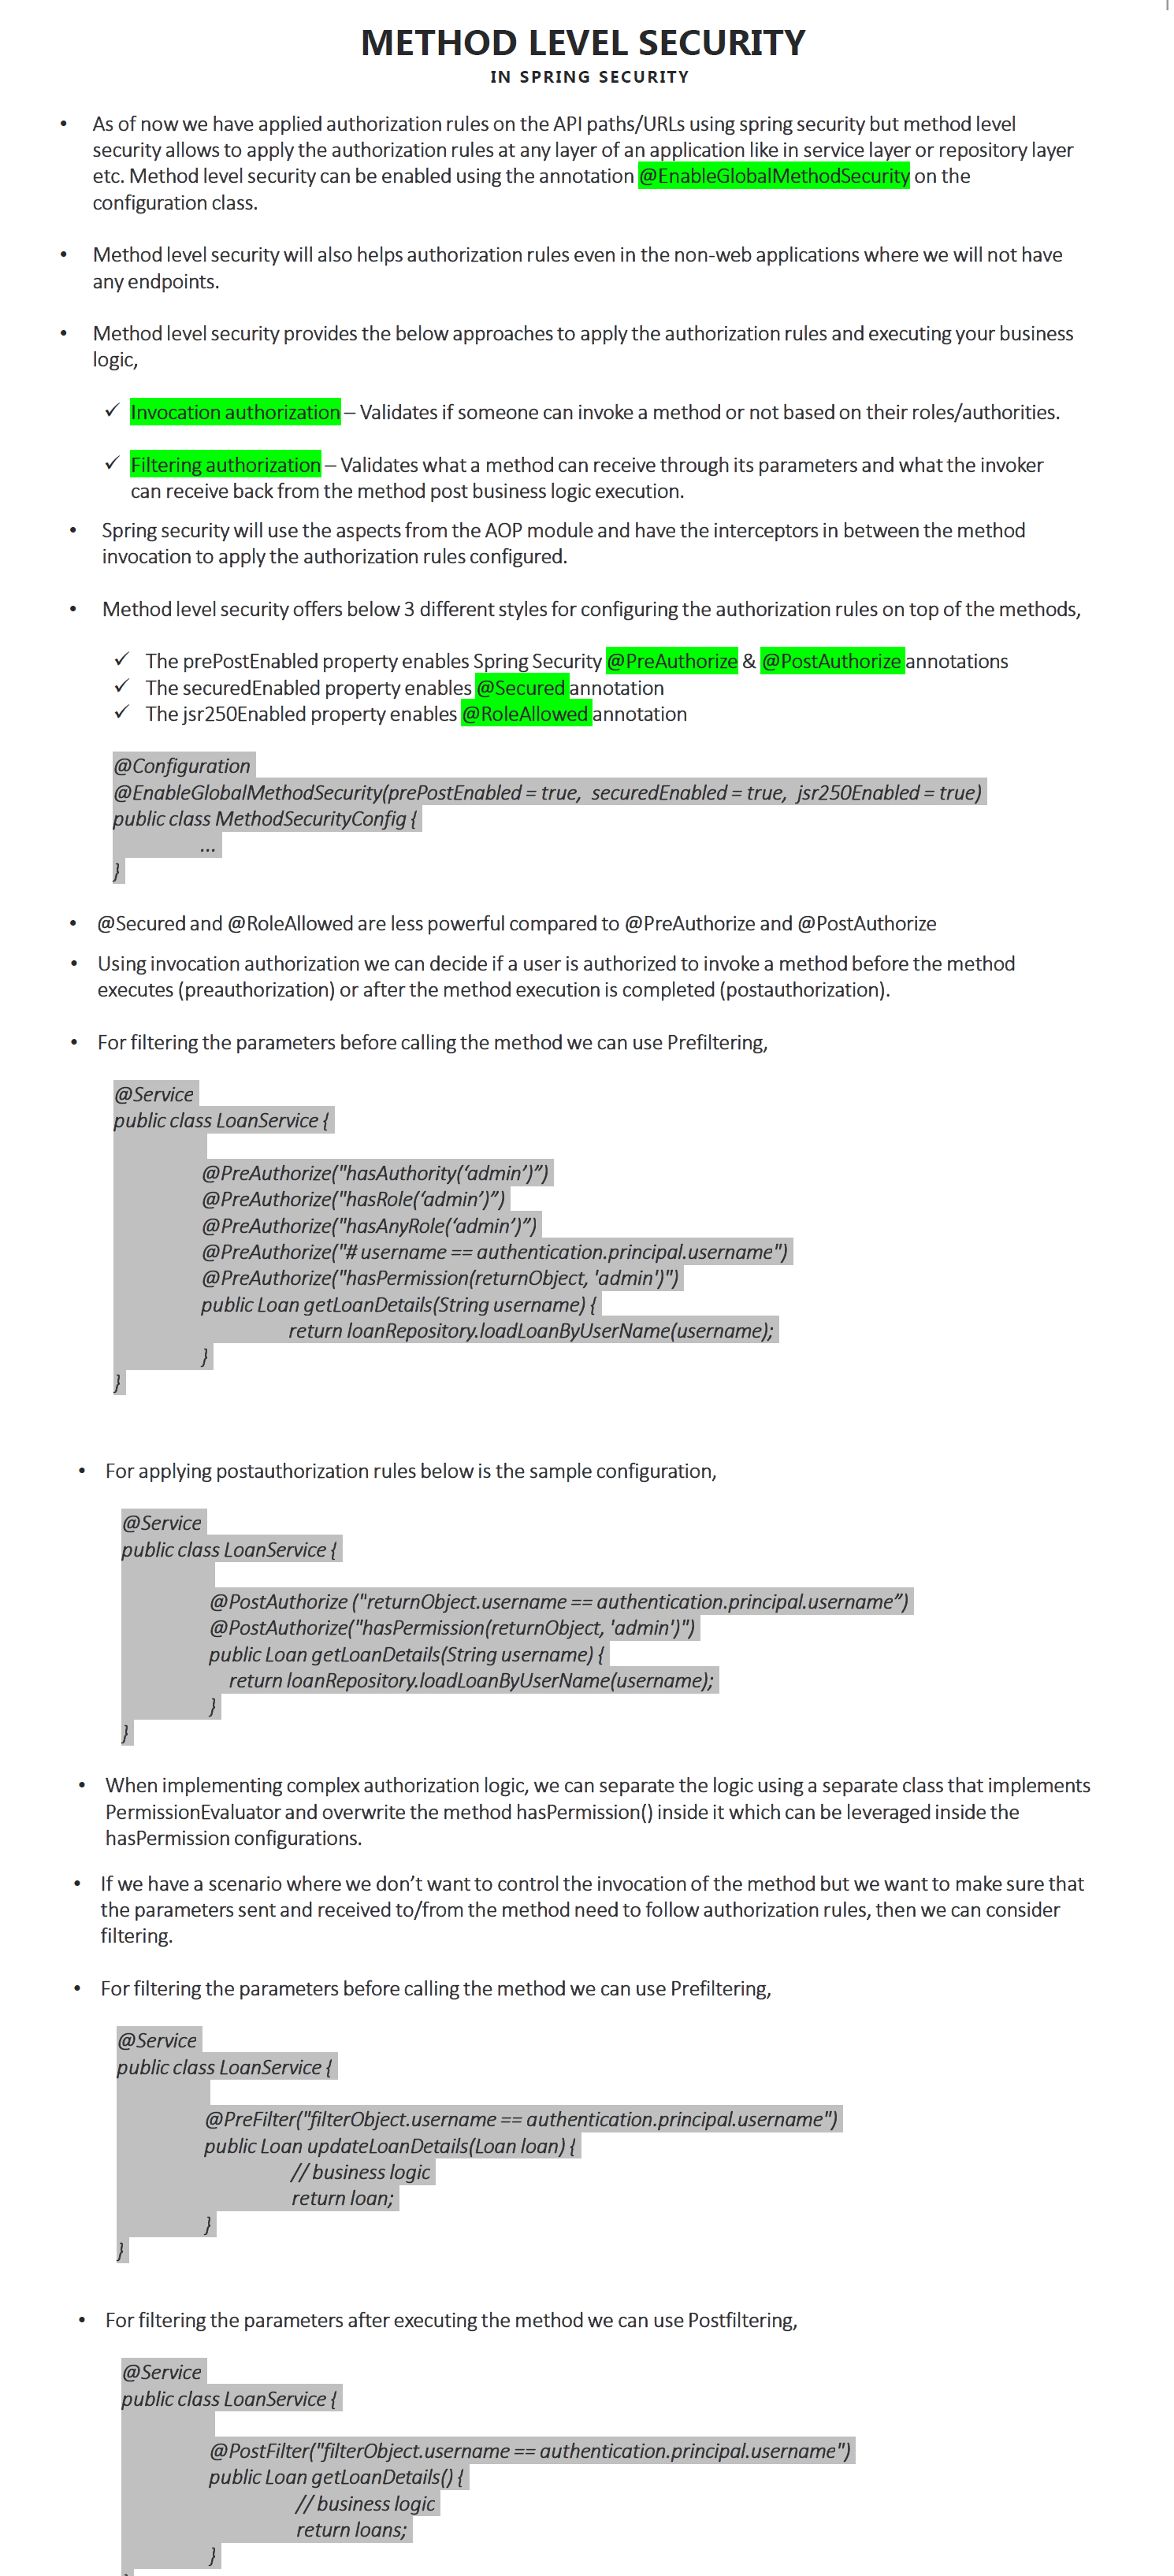 METHOD LEVEL SECURITY
IN SPRING SECURITY
• As of now we have applied authorization rules on the API paths/URLs using spring security but method level
security allows to apply the authorization rules at any layer of an application like in service layer or repository layer
etc. Method level security can be enabled using the annotation @EnableGlobalMethodSecurity on the
configuration class.
• Method level security will also helps authorization rules even in the non-web applications where we will not have
any endpoints.
• Method level security provides the below approaches to apply the authorization rules and executing your business
logic,
✓ Invocation authorization – Validates if someone can invoke a method or not based on their roles/authorities.
✓ Filtering authorization – Validates what a method can receive through its parameters and what the invoker
can receive back from the method post business logic execution.
• Spring security will use the aspects from the AOP module and have the interceptors in between the method
invocation to apply the authorization rules configured.
• Method level security offers below 3 different styles for configuring the authorization rules on top of the methods,
✓ The prePostEnabled property enables Spring Security @PreAuthorize & @PostAuthorize annotations
✓ The securedEnabled property enables @Secured annotation
✓ The jsr250Enabled property enables @RoleAllowed annotation
@Configuration
@EnableGlobalMethodSecurity(prePostEnabled = true, securedEnabled = true, jsr250Enabled = true)
public class MethodSecurityConfig {
...
}
• @Secured and @RoleAllowed are less powerful compared to @PreAuthorize and @PostAuthorize
• Using invocation authorization we can decide if a user is authorized to invoke a method before the method
executes (preauthorization) or after the method execution is completed (postauthorization).
• For filtering the parameters before calling the method we can use Prefiltering,
@Service
public class LoanService {
@PreAuthorize("hasAuthority(‘admin’)”)
@PreAuthorize("hasRole(‘admin’)”)
@PreAuthorize("hasAnyRole(‘admin’)”)
@PreAuthorize("# username == authentication.principal.username")
@PreAuthorize("hasPermission(returnObject, 'admin')")
public Loan getLoanDetails(String username) {
return loanRepository.loadLoanByUserName(username);
}
}
• For applying postauthorization rules below is the sample configuration,
@Service
public class LoanService {
@PostAuthorize ("returnObject.username == authentication.principal.username”)
@PostAuthorize("hasPermission(returnObject, 'admin')")
public Loan getLoanDetails(String username) {
return loanRepository.loadLoanByUserName(username);
}
}
• When implementing complex authorization logic, we can separate the logic using a separate class that implements
PermissionEvaluator and overwrite the method hasPermission() inside it which can be leveraged inside the
hasPermission configurations.
• If we have a scenario where we don’t want to control the invocation of the method but we want to make sure that
the parameters sent and received to/from the method need to follow authorization rules, then we can consider
filtering.
• For filtering the parameters before calling the method we can use Prefiltering,
@Service
public class LoanService {
@PreFilter("filterObject.username == authentication.principal.username")
public Loan updateLoanDetails(Loan loan) {
// business logic
return loan;
}
}
• For filtering the parameters after executing the method we can use Postfiltering,
@Service
public class LoanService {
@PostFilter("filterObject.username == authentication.principal.username")
public Loan getLoanDetails() {
// business logic
return loans;
}